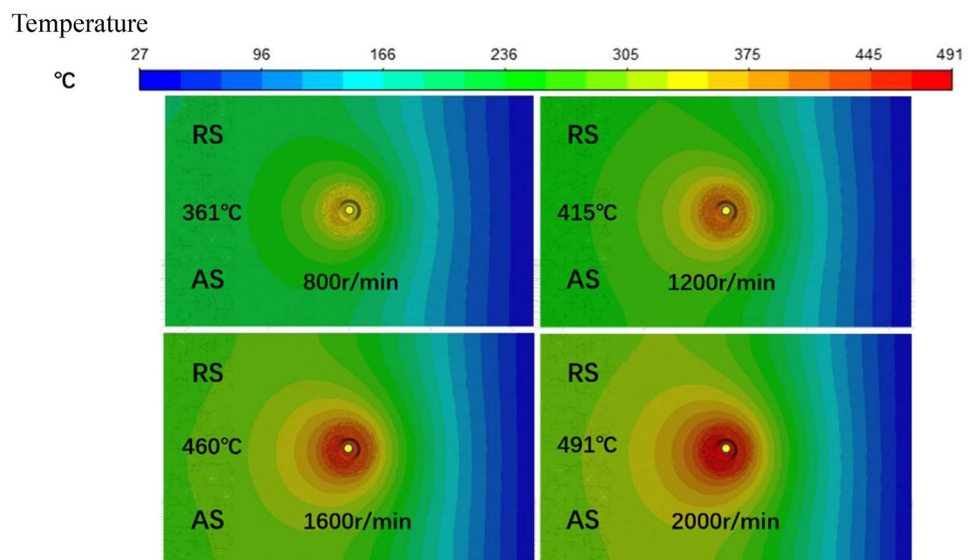 Temperature
27 96 166 236 305 375 445 491
℃
RS RS
361℃ 415℃
AS 800r/min AS 1200r/min
RS RS
460℃ 491℃
AS 1600r/min AS 2000r/min